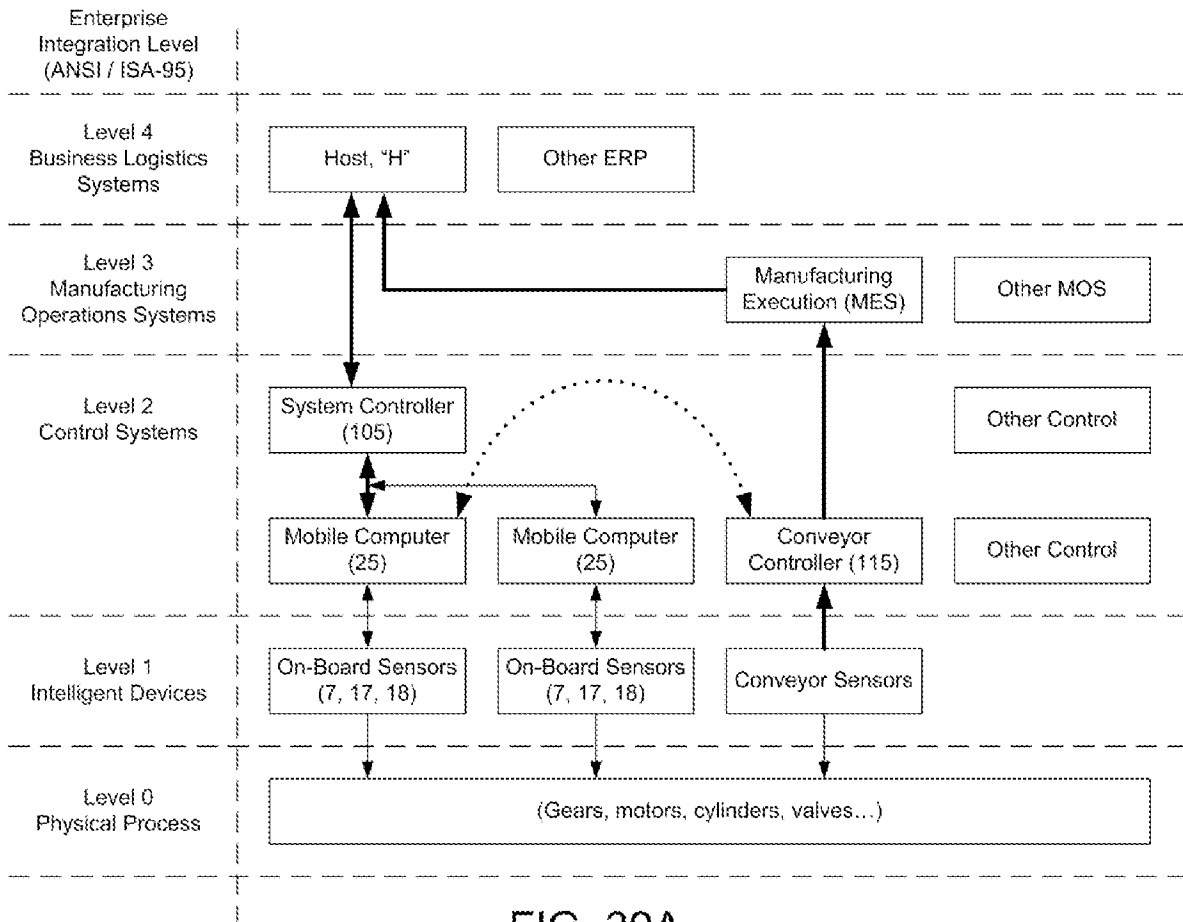 Enterprise
Integration Level
(ANSI / ISA-95)
Level 4
Business Logistics
Systems
Host, “H”
Other ERP
Level 3
Manufacturing
Operations Systems
Manufacturing
Execution (MES)
Other MOS
Level 2
Control Systems
System Controller
(105)
Other Control
Mobile Computer
(25)
Mobile Computer
(25)
Conveyor
Controller (115)
Other Control
Level 1
Intelligent Devices
On-Board Sensors
(7, 17, 18)
On-Board Sensors
(7, 17, 18)
Conveyor Sensors
Level 0
Physical Process
(Gears, motors, cylinders, valves…)